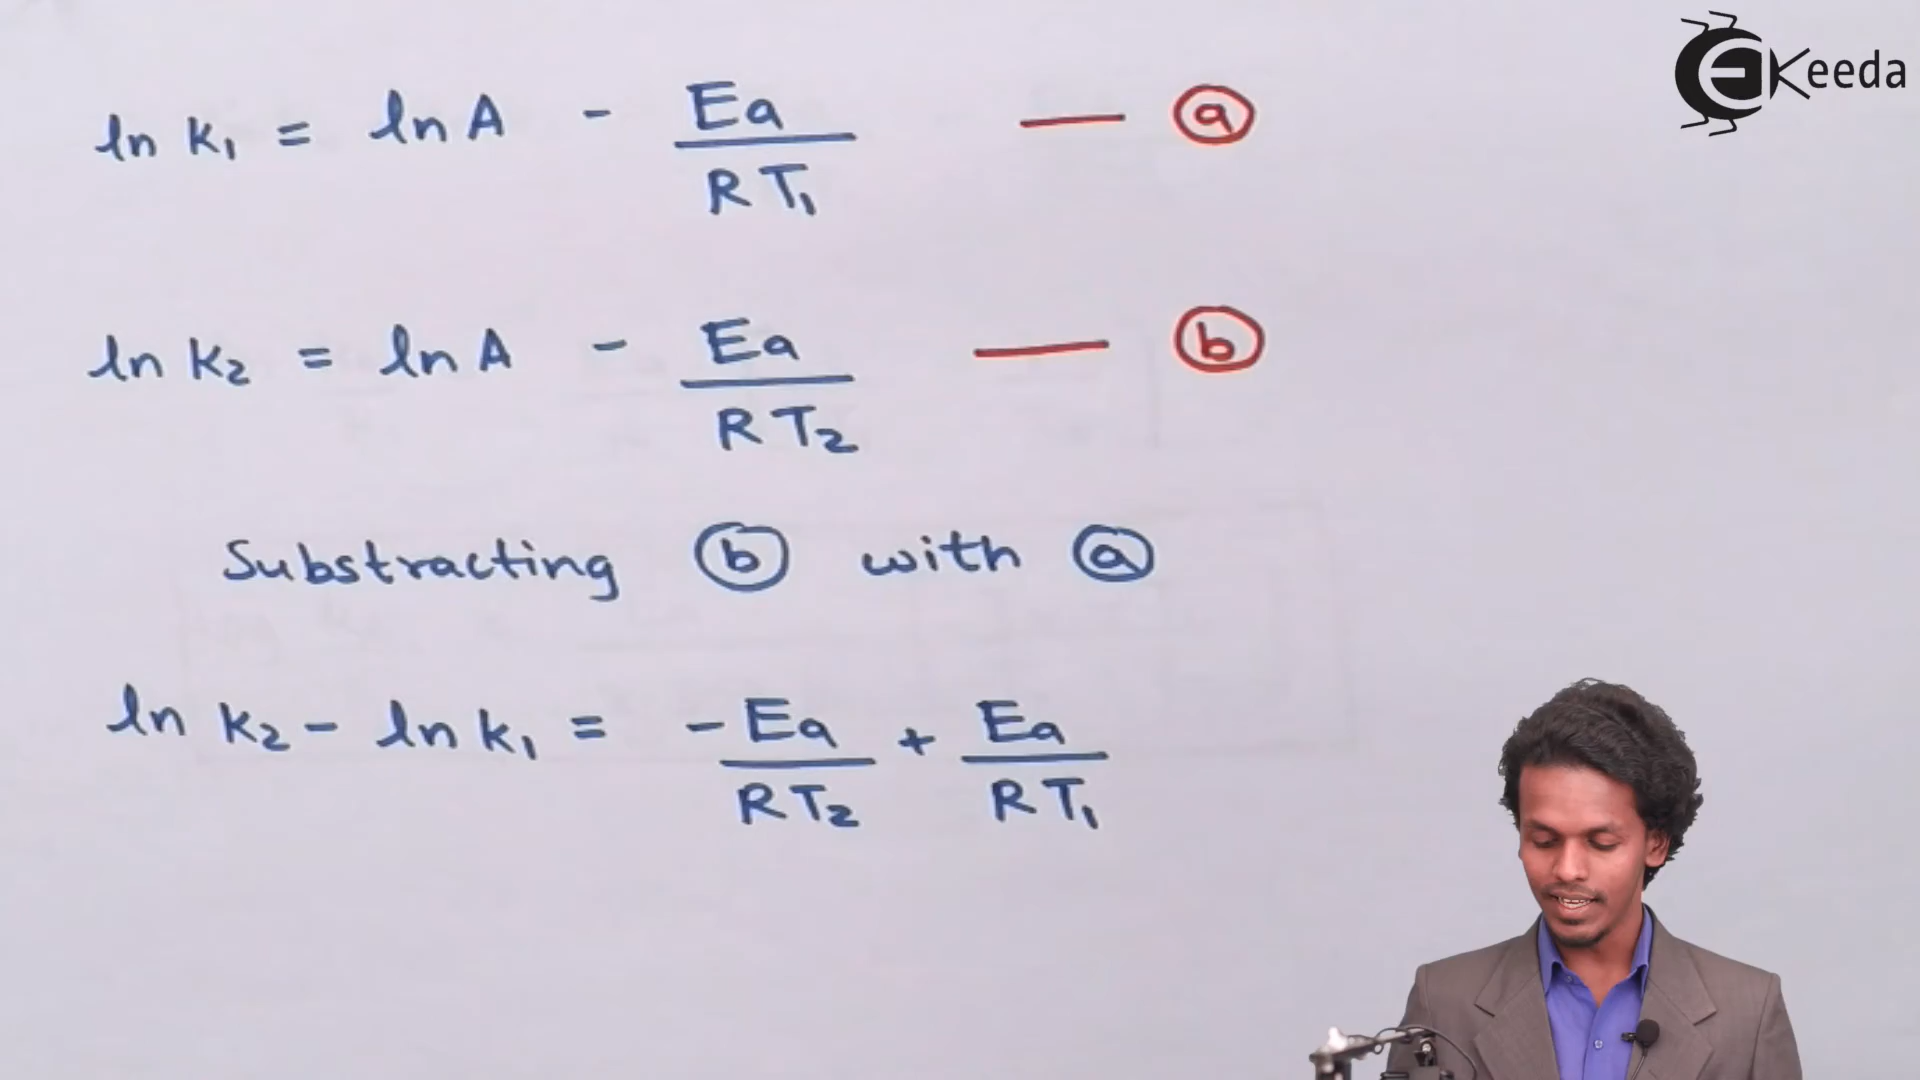 EKeeda
ln k₁ = ln A - Ea / RT₁ — ⓐ
ln k₂ = ln A - Ea / RT₂ — ⓑ
Substracting ⓑ with ⓐ
ln k₂ - ln k₁ = -Ea / RT₂ + Ea / RT₁